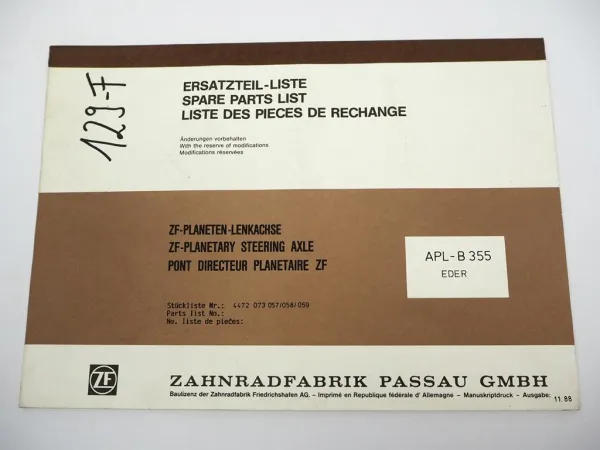 129-F
ERSATZTEIL-LISTE
SPARE PARTS LIST
LISTE DES PIECES DE RECHANGE
Änderungen vorbehalten
With the reserve of modifications
Modifications réservées
ZF-PLANETEN-LENKACHSE
ZF-PLANETARY STEERING AXLE
PONT DIRECTEUR PLANETAIRE ZF
APL-B 355
EDER
Stückliste Nr.: 4472 073 057/058/059
Parts list No.:
No. liste de pièces:
ZF
ZAHNRADFABRIK PASSAU GMBH
Baulizenz der Zahnradfabrik Friedrichshafen AG. – Imprimé en Republique féderale d' Allemagne – Manuskriptdruck – Ausgabe: 11.88